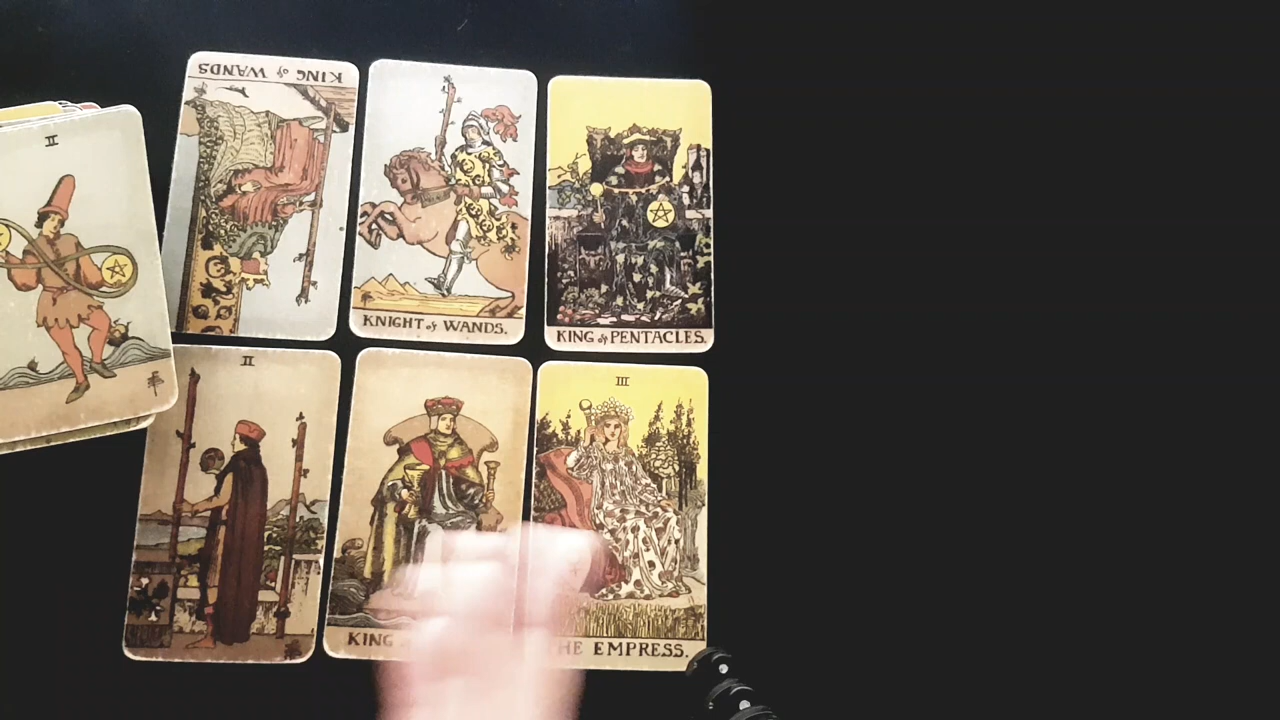 II
KING of WANDS
KNIGHT of WANDS.
KING of PENTACLES.
II
KING
III
HE EMPRESS.